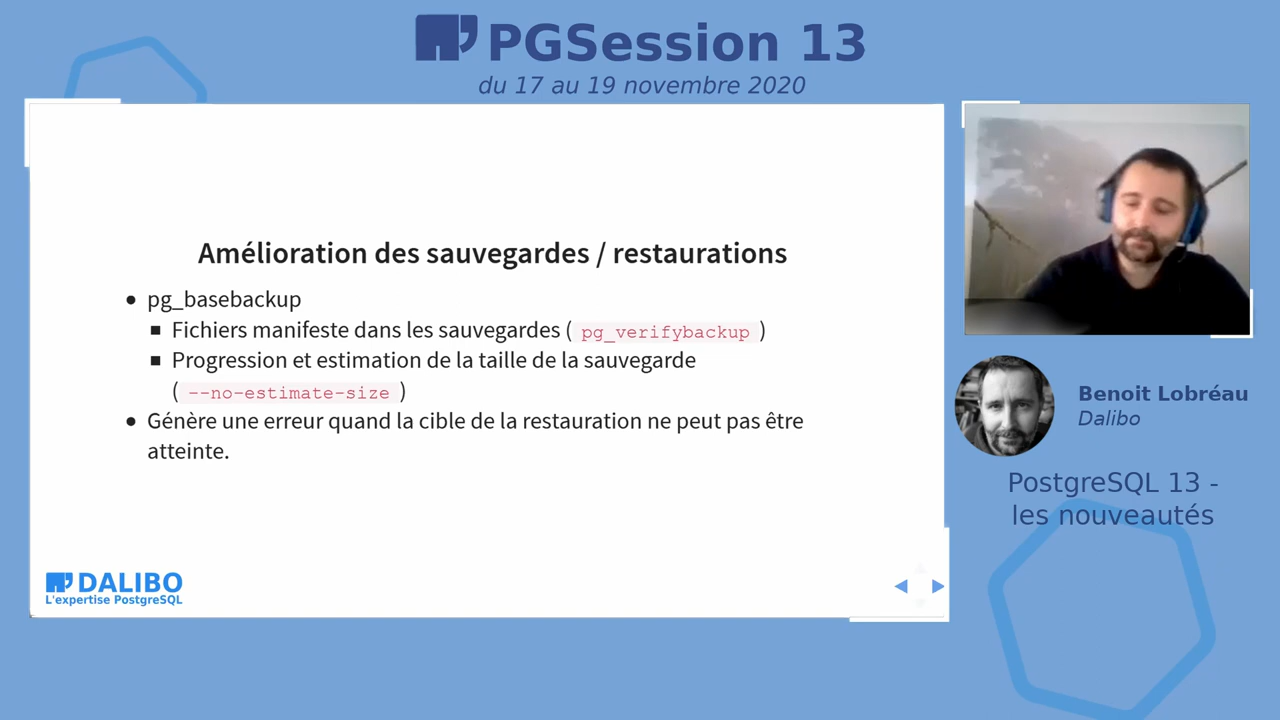 PGSession 13
du 17 au 19 novembre 2020
Amélioration des sauvegardes / restaurations
• pg_basebackup
▪ Fichiers manifeste dans les sauvegardes ( pg_verifybackup )
▪ Progression et estimation de la taille de la sauvegarde
( --no-estimate-size )
• Génère une erreur quand la cible de la restauration ne peut pas être
atteinte.
DALIBO
L'expertise PostgreSQL
Benoit Lobréau
Dalibo
PostgreSQL 13 -
les nouveautés